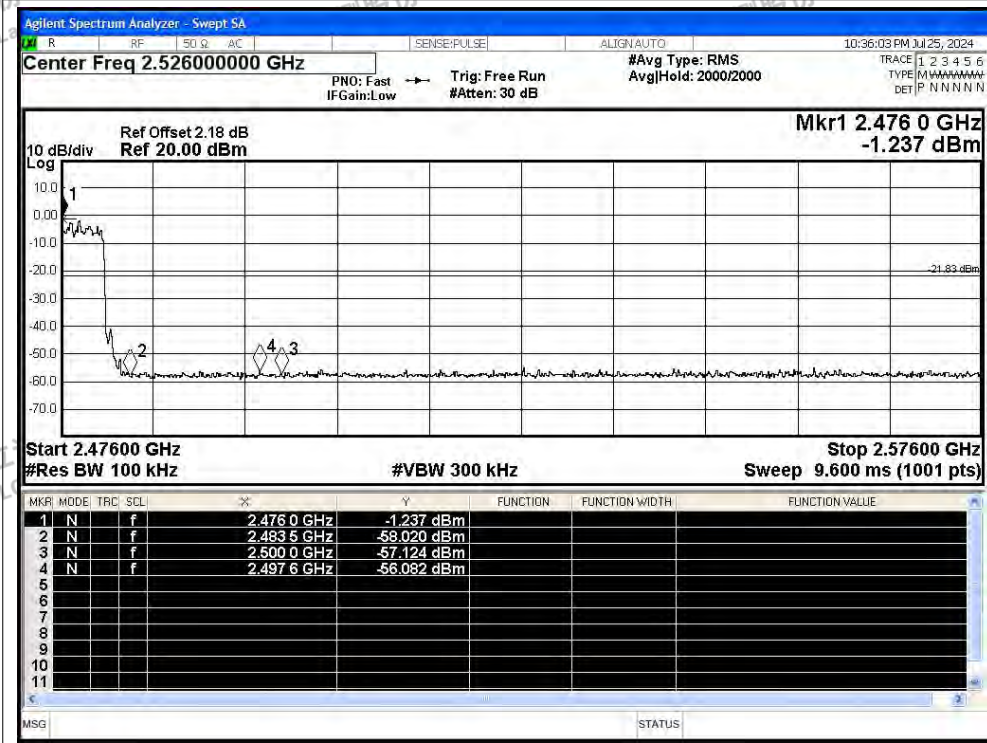 Agilent Spectrum Analyzer - Swept SA
LXI R RF 50 Ω AC SENSE:PULSE ALIGN AUTO 10:36:03 PM Jul 25, 2024
Center Freq 2.526000000 GHz #Avg Type: RMS TRACE 1 2 3 4 5 6
PNO: Fast Trig: Free Run Avg|Hold: 2000/2000 TYPE M
IFGain:Low #Atten: 30 dB DET P N N N N N
Mkr1 2.476 0 GHz
-1.237 dBm
Ref Offset 2.18 dB
10 dB/div Ref 20.00 dBm
Log
10.0
1
0.00
-10.0
-20.0
-21.83 dBm
-30.0
-40.0
-50.0
2 4 3
-60.0
-70.0
Start 2.47600 GHz Stop 2.57600 GHz
#Res BW 100 kHz #VBW 300 kHz Sweep 9.600 ms (1001 pts)
MKR MODE TRC SCL X Y FUNCTION FUNCTION WIDTH FUNCTION VALUE
1 N f 2.476 0 GHz -1.237 dBm
2 N f 2.483 5 GHz -58.020 dBm
3 N f 2.500 0 GHz -57.124 dBm
4 N f 2.497 6 GHz -56.082 dBm
5
6
7
8
9
10
11
MSG STATUS